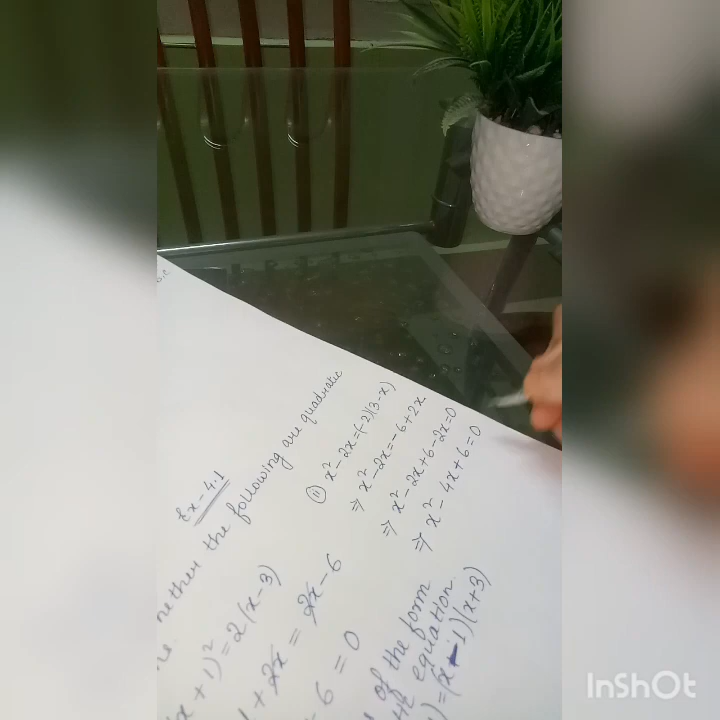 Ex-4.1
the following are quadratic
x + 1)² = 2(x-3)
+ 2x = 2x - 6
6 = 0
of the form
equation.
= (x-1)(x+3)
(ii) x² - 2x = (-2)(3-x)
⇒ x² - 2x = -6 + 2x
⇒ x² - 2x + 6 - 2x = 0
⇒ x² - 4x + 6 = 0
InShOt